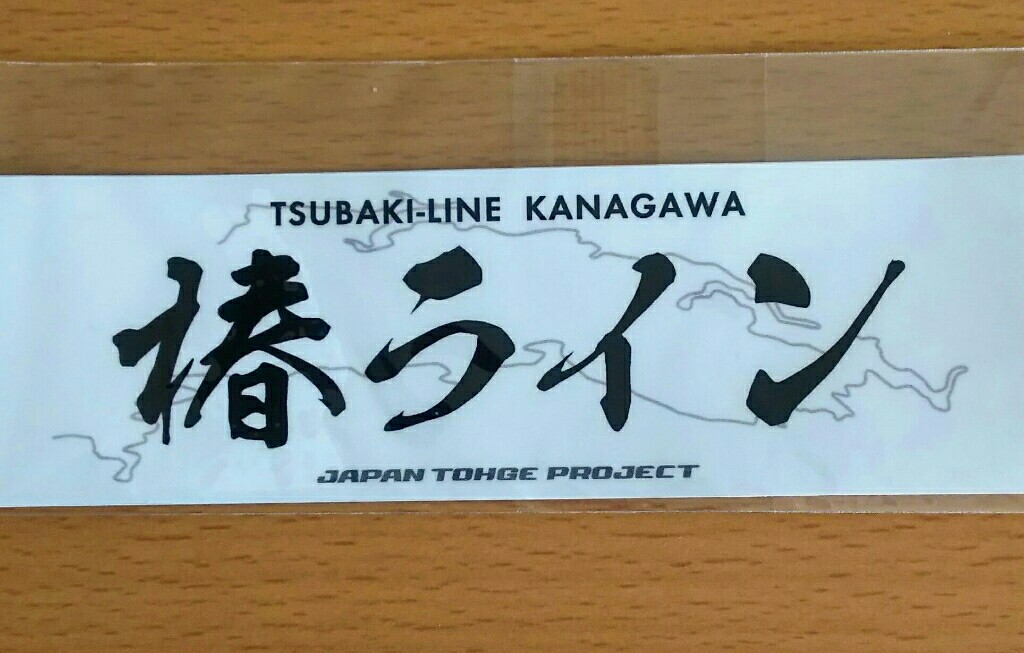 TSUBAKI-LINE KANAGAWA
椿ライン
JAPAN TOHGE PROJECT